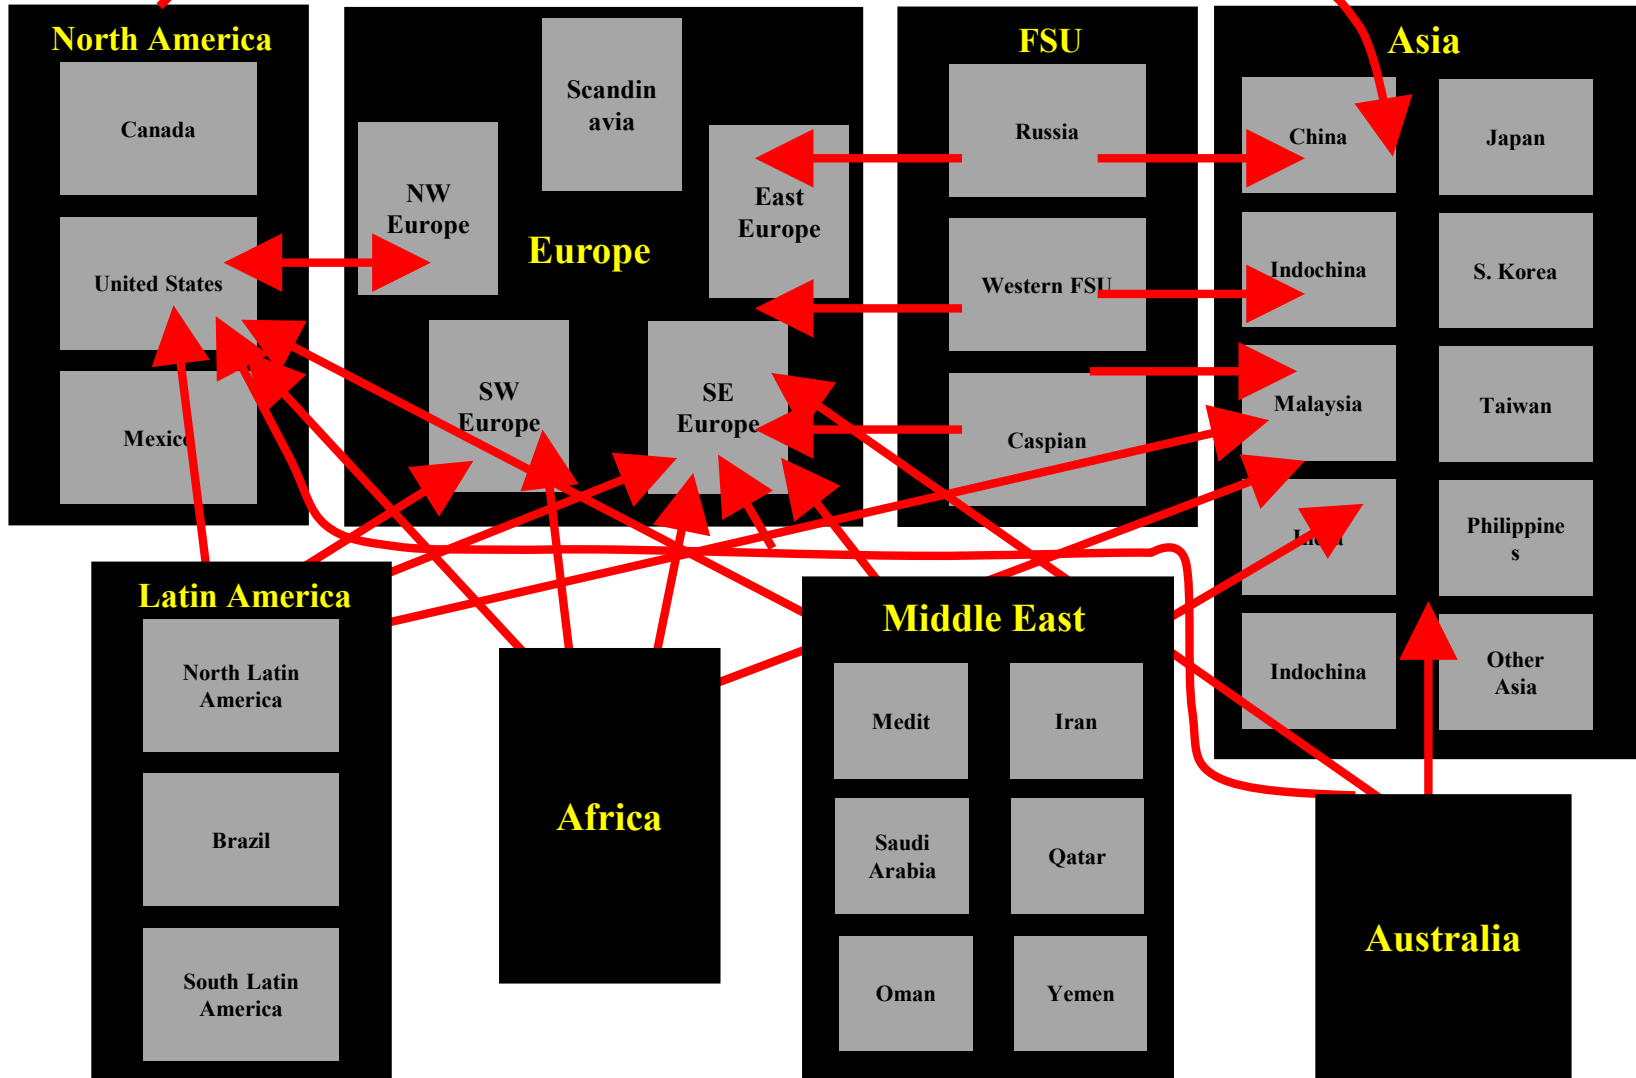 North America
Canada
United States
Mexico
Europe
Scandin
avia
NW
Europe
East
Europe
SW
Europe
SE
Europe
FSU
Russia
Western FSU
Caspian
Asia
China
Japan
Indochina
S. Korea
Malaysia
Taiwan
India
Philippine
s
Indochina
Other
Asia
Latin America
North Latin
America
Brazil
South Latin
America
Africa
Middle East
Medit
Iran
Saudi
Arabia
Qatar
Oman
Yemen
Australia